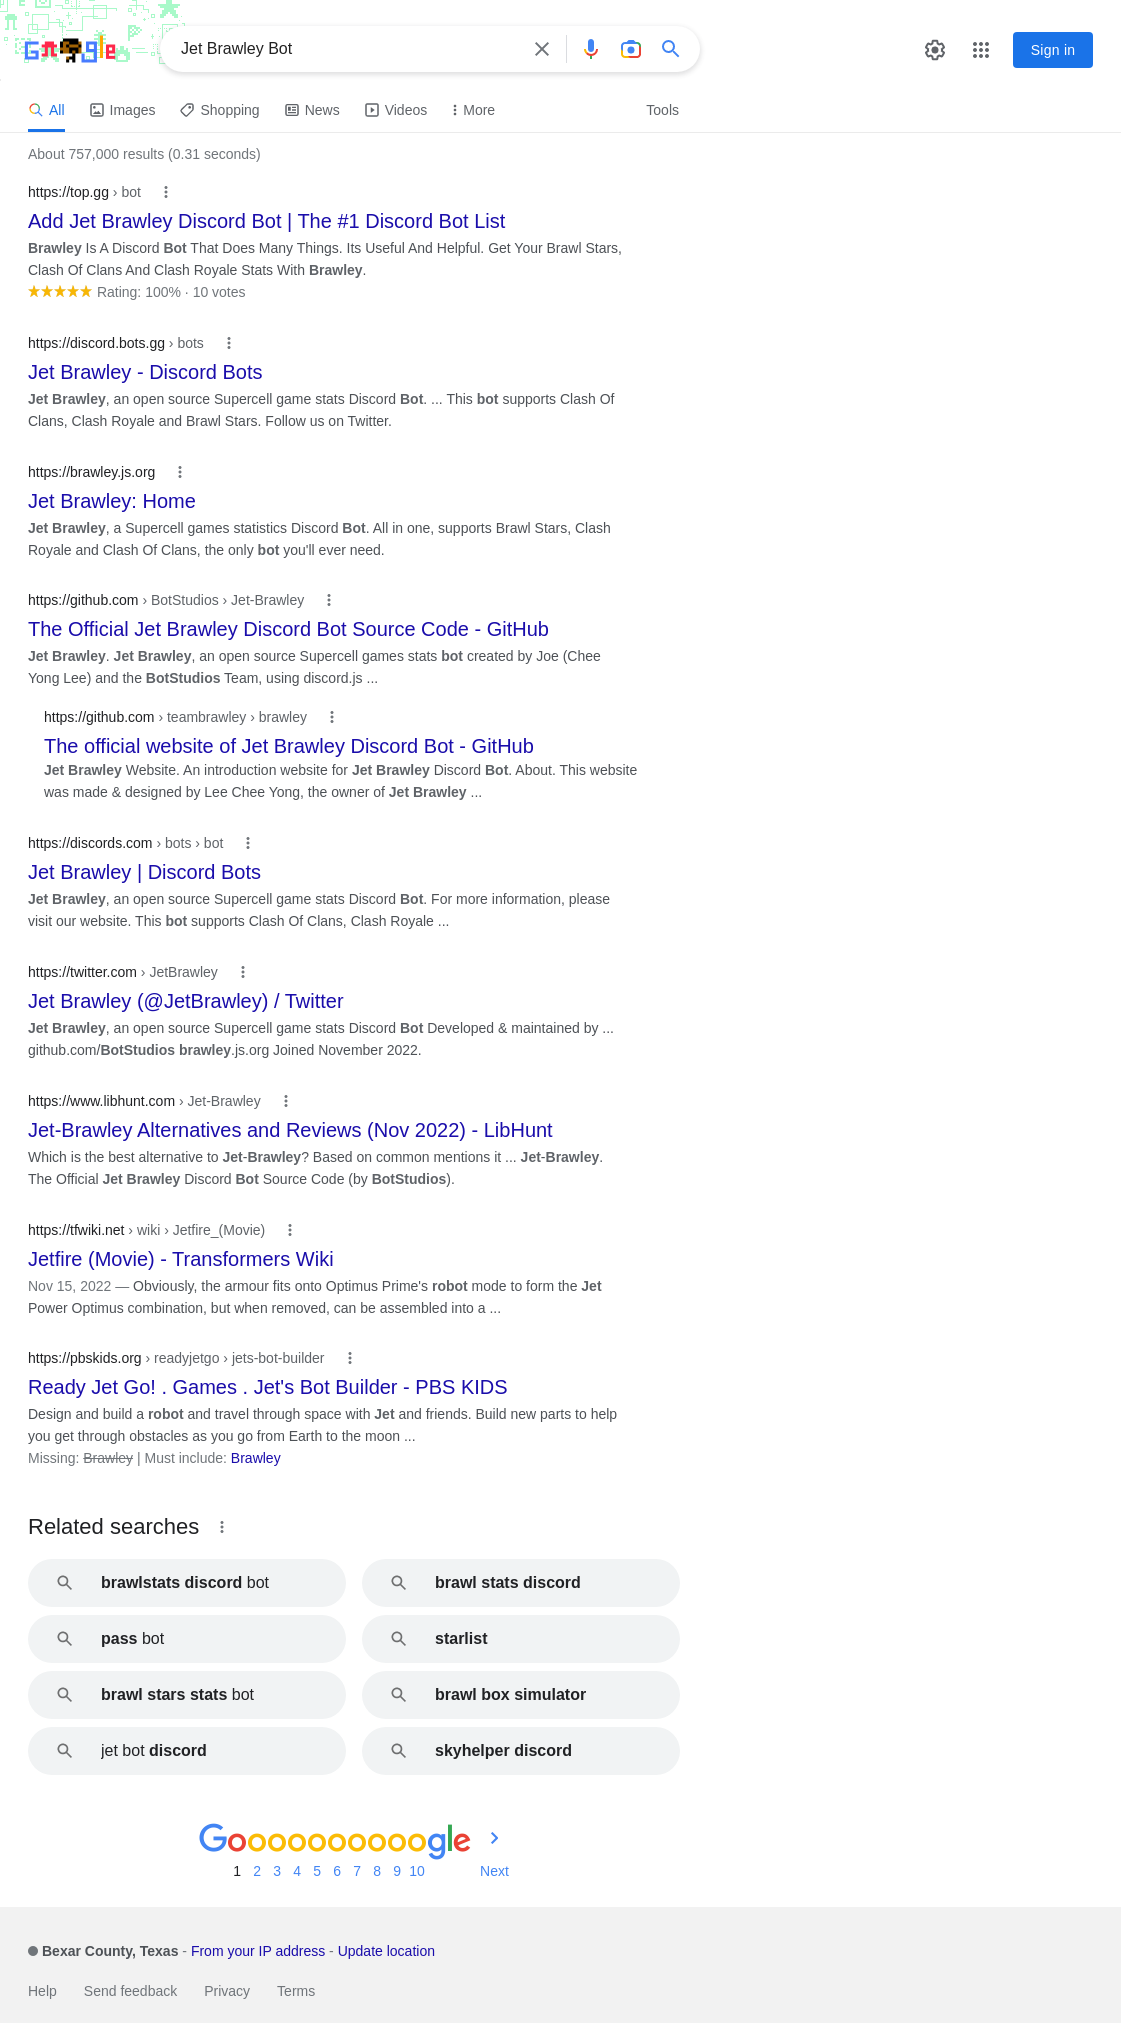 Google
Jet Brawley Bot
Sign in
All Images Shopping News Videos More Tools
About 757,000 results (0.31 seconds)
https://top.gg › bot
Add Jet Brawley Discord Bot | The #1 Discord Bot List
Brawley Is A Discord Bot That Does Many Things. Its Useful And Helpful. Get Your Brawl Stars,
Clash Of Clans And Clash Royale Stats With Brawley.
Rating: 100% · 10 votes
https://discord.bots.gg › bots
Jet Brawley - Discord Bots
Jet Brawley, an open source Supercell game stats Discord Bot. ... This bot supports Clash Of
Clans, Clash Royale and Brawl Stars. Follow us on Twitter.
https://brawley.js.org
Jet Brawley: Home
Jet Brawley, a Supercell games statistics Discord Bot. All in one, supports Brawl Stars, Clash
Royale and Clash Of Clans, the only bot you'll ever need.
https://github.com › BotStudios › Jet-Brawley
The Official Jet Brawley Discord Bot Source Code - GitHub
Jet Brawley. Jet Brawley, an open source Supercell games stats bot created by Joe (Chee
Yong Lee) and the BotStudios Team, using discord.js ...
https://github.com › teambrawley › brawley
The official website of Jet Brawley Discord Bot - GitHub
Jet Brawley Website. An introduction website for Jet Brawley Discord Bot. About. This website
was made & designed by Lee Chee Yong, the owner of Jet Brawley ...
https://discords.com › bots › bot
Jet Brawley | Discord Bots
Jet Brawley, an open source Supercell game stats Discord Bot. For more information, please
visit our website. This bot supports Clash Of Clans, Clash Royale ...
https://twitter.com › JetBrawley
Jet Brawley (@JetBrawley) / Twitter
Jet Brawley, an open source Supercell game stats Discord Bot Developed & maintained by ...
github.com/BotStudios brawley.js.org Joined November 2022.
https://www.libhunt.com › Jet-Brawley
Jet-Brawley Alternatives and Reviews (Nov 2022) - LibHunt
Which is the best alternative to Jet-Brawley? Based on common mentions it ... Jet-Brawley.
The Official Jet Brawley Discord Bot Source Code (by BotStudios).
https://tfwiki.net › wiki › Jetfire_(Movie)
Jetfire (Movie) - Transformers Wiki
Nov 15, 2022 — Obviously, the armour fits onto Optimus Prime's robot mode to form the Jet
Power Optimus combination, but when removed, can be assembled into a ...
https://pbskids.org › readyjetgo › jets-bot-builder
Ready Jet Go! . Games . Jet's Bot Builder - PBS KIDS
Design and build a robot and travel through space with Jet and friends. Build new parts to help
you get through obstacles as you go from Earth to the moon ...
Missing: Brawley | Must include: Brawley
Related searches
brawlstats discord bot
brawl stats discord
pass bot
starlist
brawl stars stats bot
brawl box simulator
jet bot discord
skyhelper discord
Goooooooooogle
1 2 3 4 5 6 7 8 9 10 Next
Bexar County, Texas - From your IP address - Update location
Help Send feedback Privacy Terms